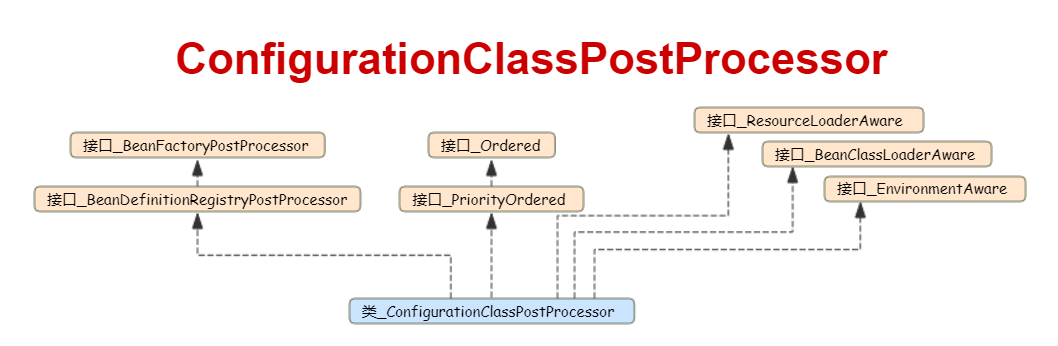 ConfigurationClassPostProcessor
接口_ResourceLoaderAware
接口_BeanFactoryPostProcessor
接口_Ordered
接口_BeanClassLoaderAware
接口_BeanDefinitionRegistryPostProcessor
接口_PriorityOrdered
接口_EnvironmentAware
类_ConfigurationClassPostProcessor